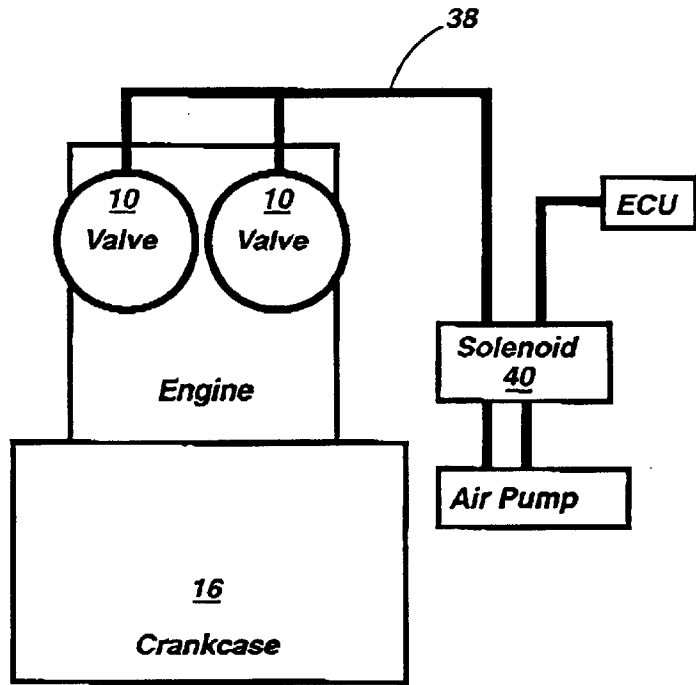 38
10
Valve
10
Valve
ECU
Solenoid
40
Engine
Air Pump
16
Crankcase